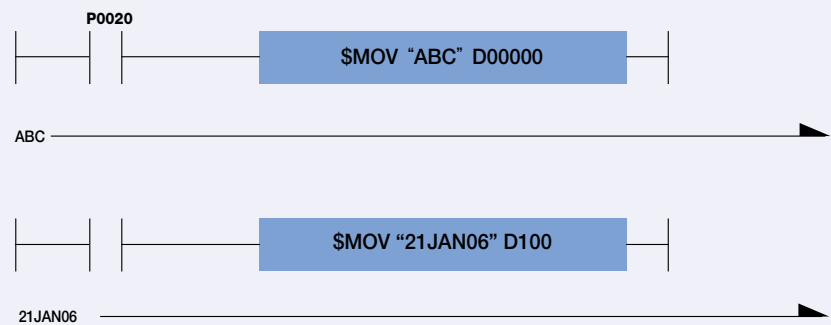 P0020
$MOV “ABC” D00000
ABC
$MOV “21JAN06” D100
21JAN06